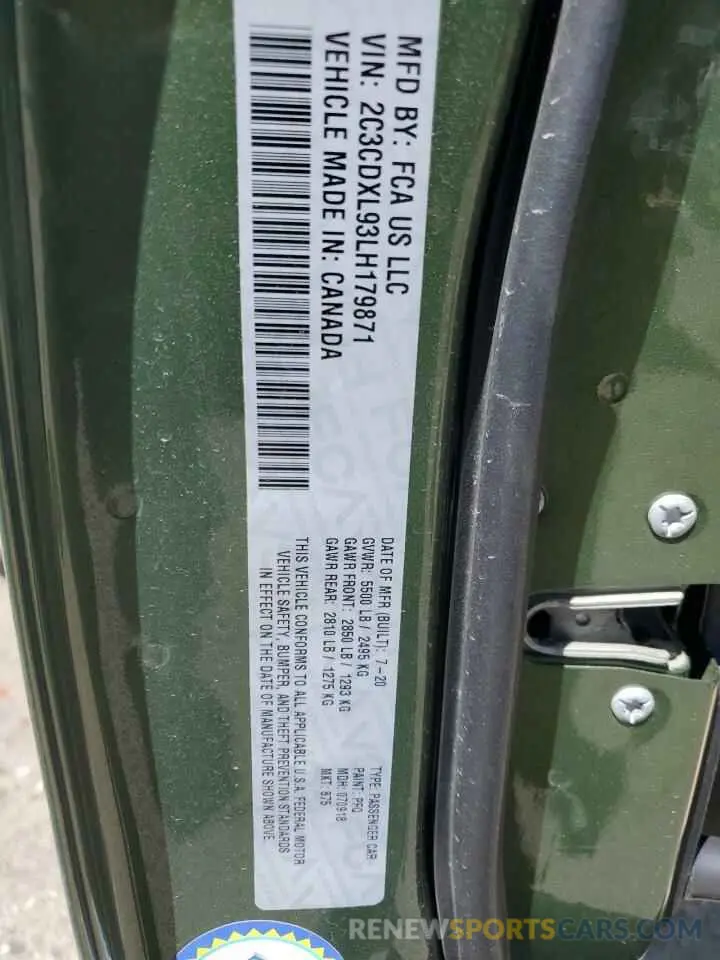 MFD BY: FCA US LLC
VIN: 2C3CDXL93LH179871
VEHICLE MADE IN: CANADA
DATE OF MFR (BUILT): 7-20
GVWR: 5500 LB / 2495 KG
GAWR FRONT: 2850 LB / 1293 KG
GAWR REAR: 2810 LB / 1275 KG
THIS VEHICLE CONFORMS TO ALL APPLICABLE U.S.A. FEDERAL MOTOR
VEHICLE SAFETY, BUMPER, AND THEFT PREVENTION STANDARDS
IN EFFECT ON THE DATE OF MANUFACTURE SHOWN ABOVE.
TYPE: PASSENGER CAR
PAINT: PFQ
MDH: 070918
MKT: 875
RENEWSPORTSCARS.COM